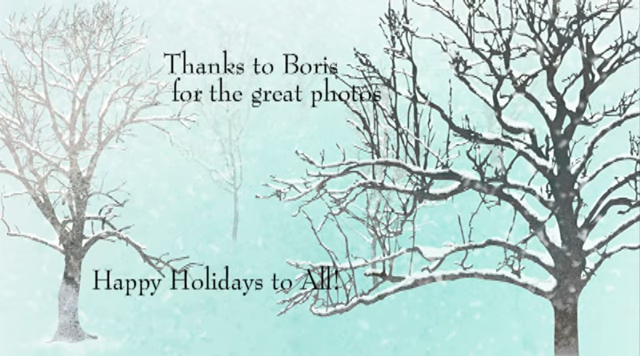 Thanks to Boris
for the great photos
Happy Holidays to All!